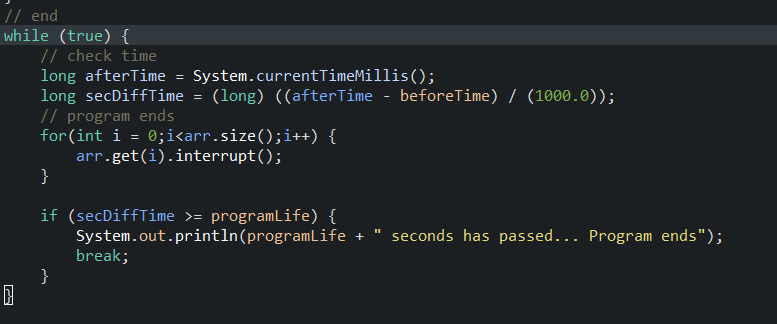 }
// end
while (true) {
    // check time
    long afterTime = System.currentTimeMillis();
    long secDiffTime = (long) ((afterTime - beforeTime) / (1000.0));
    // program ends
    for(int i = 0;i<arr.size();i++) {
        arr.get(i).interrupt();
    }

    if (secDiffTime >= programLife) {
        System.out.println(programLife + " seconds has passed... Program ends");
        break;
    }
}